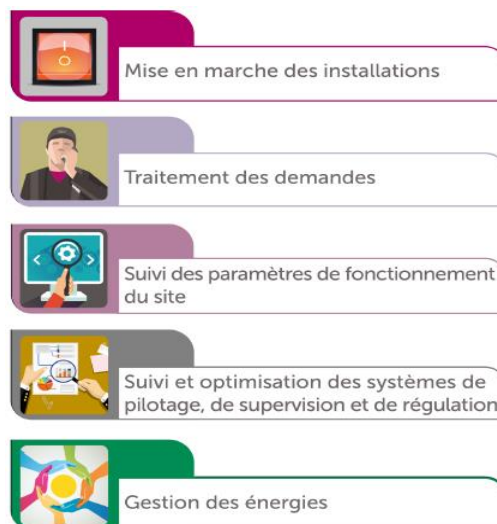 Mise en marche des installations
Traitement des demandes
Suivi des paramètres de fonctionnement
du site
Suivi et optimisation des systèmes de
pilotage, de supervision et de régulation
Gestion des énergies